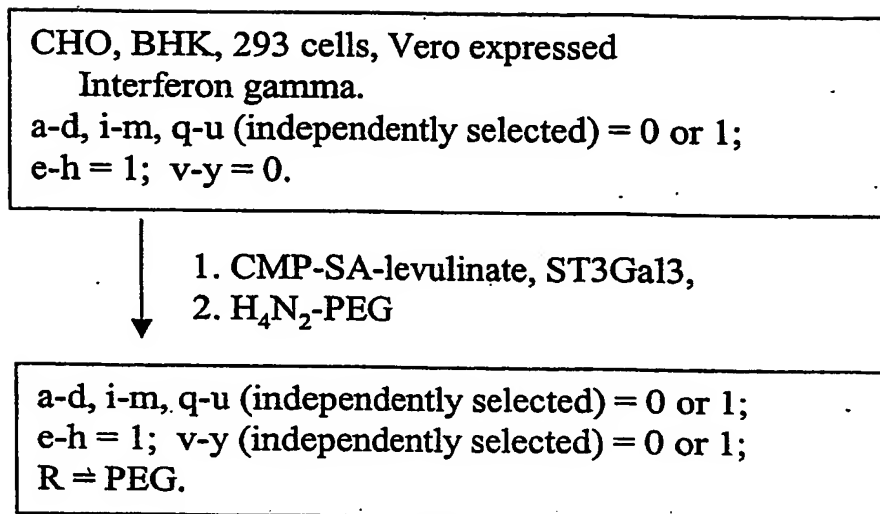 CHO, BHK, 293 cells, Vero expressed
Interferon gamma.
a-d, i-m, q-u (independently selected) = 0 or 1;
e-h = 1; v-y = 0.
1. CMP-SA-levulinate, ST3Gal3,
2. H₄N₂-PEG
a-d, i-m, q-u (independently selected) = 0 or 1;
e-h = 1; v-y (independently selected) = 0 or 1;
R = PEG.